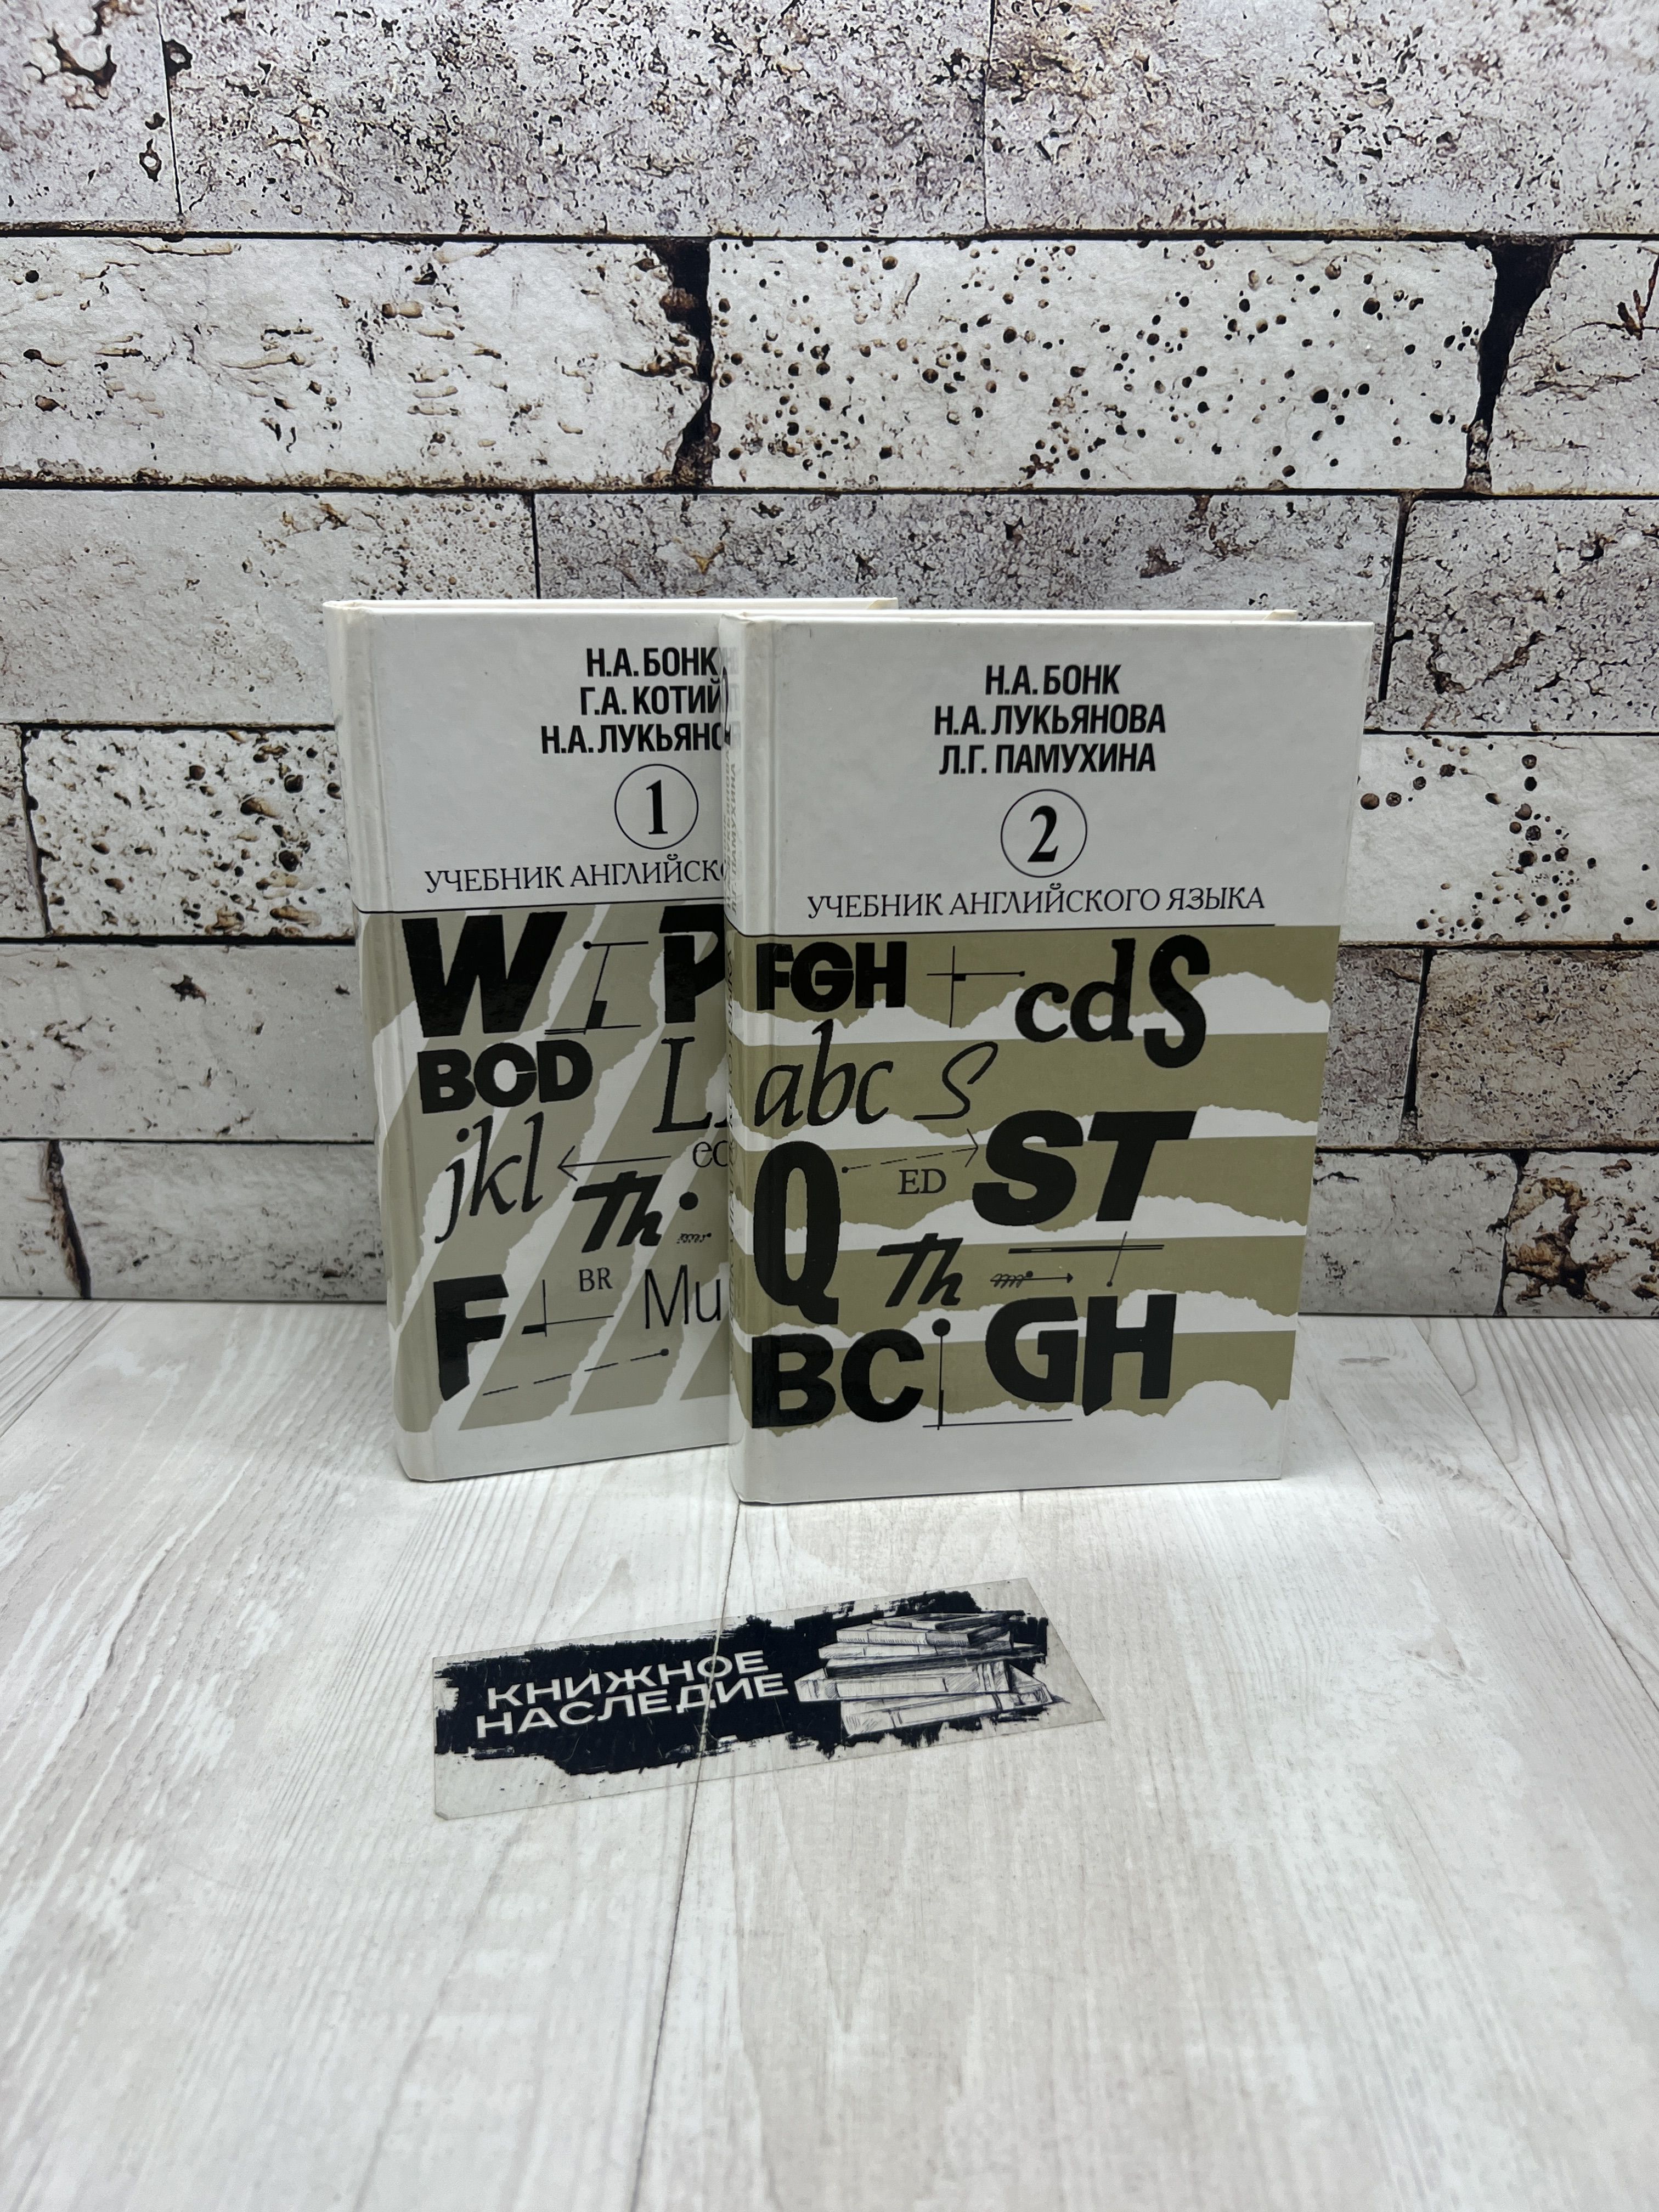 Н.А. БОНК
Г.А. КОТИЙ
Н.А. ЛУКЬЯНО
1
УЧЕБНИК АНГЛИЙСКО
W P
BOD
L
jkl
ec
Th
BR
Mu
F
Н.А. БОНК
Н.А. ЛУКЬЯНОВА
Л.Г. ПАМУХИНА
2
УЧЕБНИК АНГЛИЙСКОГО ЯЗЫКА
FGH
cdS
abc S
Q
ED
ST
Th
BC
GH
КНИЖНОЕ
НАСЛЕДИЕ